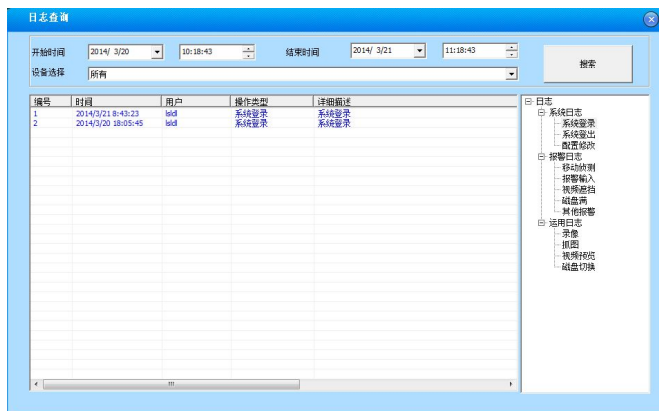 日志查询
开始时间 2014/ 3/20 10:18:43 结束时间 2014/ 3/21 11:18:43
设备选择 所有
搜索
编号 时间 用户 操作类型 详细描述
1 2014/3/21 8:43:23 lsldl 系统登录 系统登录
2 2014/3/20 18:05:45 lsldl 系统登录 系统登录
日志
系统日志
系统登录
系统登出
配置修改
报警日志
移动侦测
报警输入
视频遮挡
磁盘满
其他报警
运用日志
录像
抓图
视频预览
磁盘切换